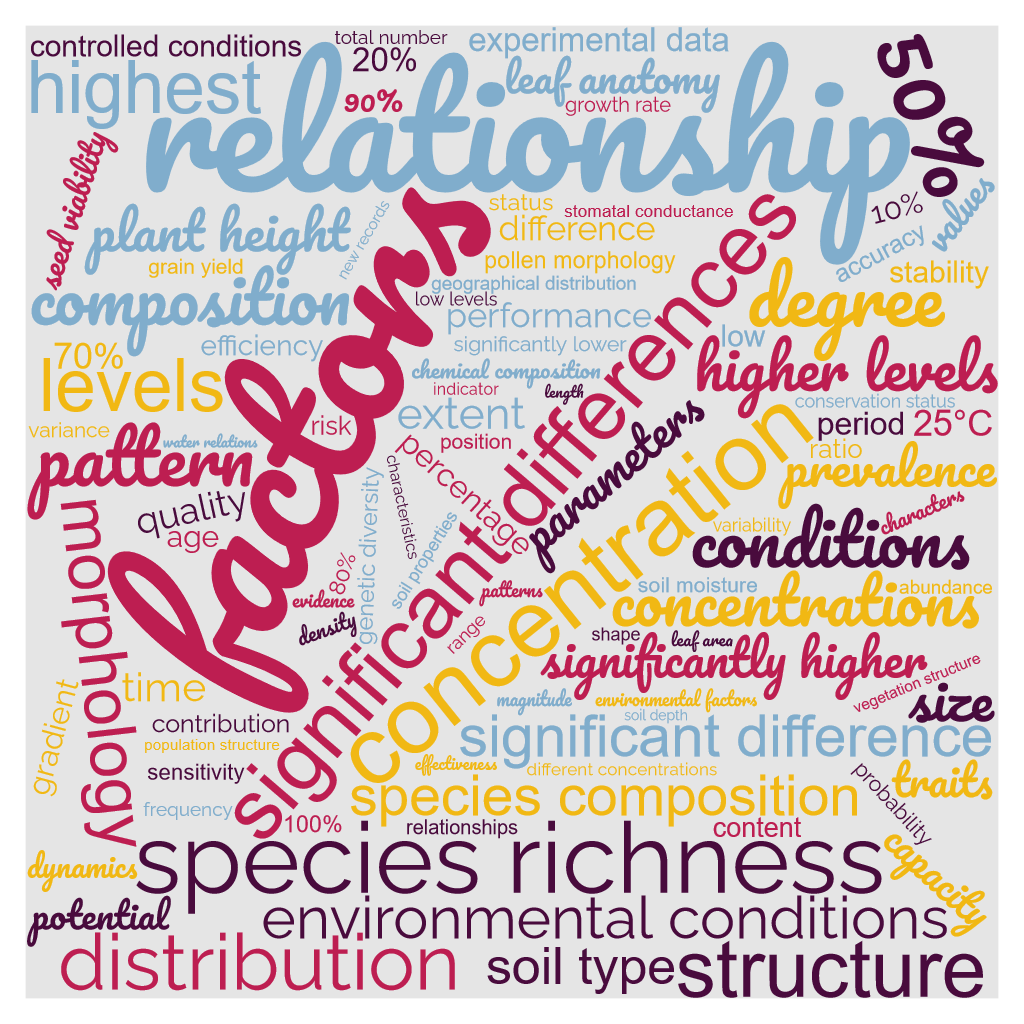 controlled conditions
total number
20%
experimental data
50%
highest
90%
leaf anatomy
growth rate
relationship
seed viability
plant height
new records
status
stomatal conductance
difference
10%
values
accuracy
grain yield
pollen morphology
stability
factors
significant differences
geographical distribution
low levels
composition
performance
degree
efficiency
significantly lower
low
70%
levels
chemical composition
indicator
length
higher levels
conservation status
extent
variance
water relations
risk
position
parameters
period
25°C
ratio
pattern
percentage
characteristics
concentration
prevalence
morphology
quality
age
genetic diversity
soil properties
variability
characters
conditions
80%
evidence
density
patterns
soil moisture
abundance
concentrations
range
shape
leaf area
significantly higher
vegetation structure
gradient
time
magnitude
environmental factors
size
contribution
soil depth
population structure
significant difference
sensitivity
effectiveness
different concentrations
probability
traits
frequency
100%
species composition
relationships
content
capacity
dynamics
species richness
potential
environmental conditions
distribution
soil type
structure